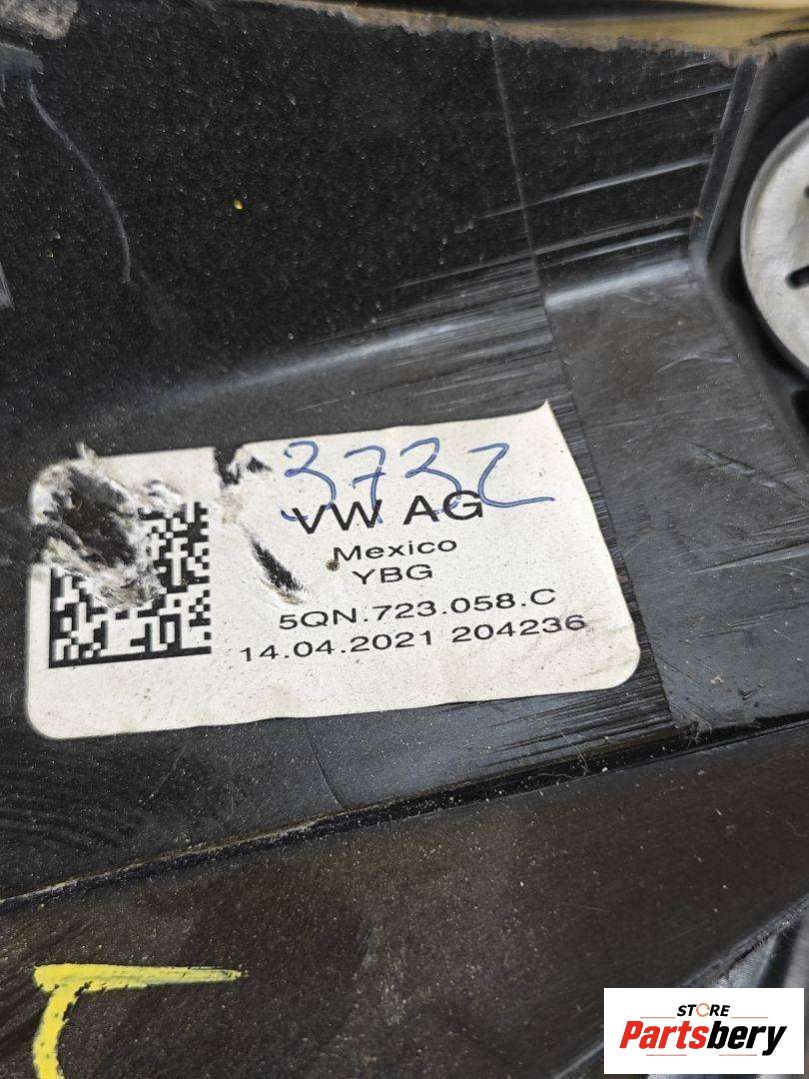 3732
VW AG
Mexico
YBG
5QN.723.058.C
14.04.2021 204236
STORE
Partsbery